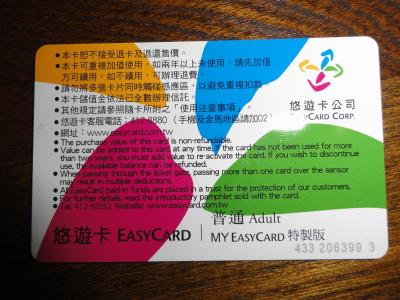 ●本卡恕不接受退卡及退還售價。
●本卡可重複加值使用，如兩年以上未使用，請先加值
方可續用。如不續用，可辦理退費。
●請勿將多張卡片同時觸碰感應區，以避免重複扣款。
●本卡儲值金依法已全數辦理信託。
●其他規定請參閱隨卡所附之「使用注意事項」。
●悠遊卡客服電話：412-8880（手機及金馬地區請加02）
●網址：www.easycard.com.tw
● The purchase value of this card is non-refundable.
● Value can be added to this card at any time. If the card has not been used for more
than two years, you must add value to re-activate the card. If you wish to discontinue
use, the available balance can be refunded.
● When passing through the ticket gate, passing more than one card over the sensor
may result in multiple deductions.
● All EasyCard paid-in funds are placed in a trust for the protection of our customers.
● For further details, read the introductory pamphlet sold with the card.
● Tel: 412-8880; Website: www.easycard.com.tw
悠遊卡公司
EASYCARD CORP.
悠遊卡 EASYCARD
普通 Adult
MY EASYCARD 特製版
433 206399 3